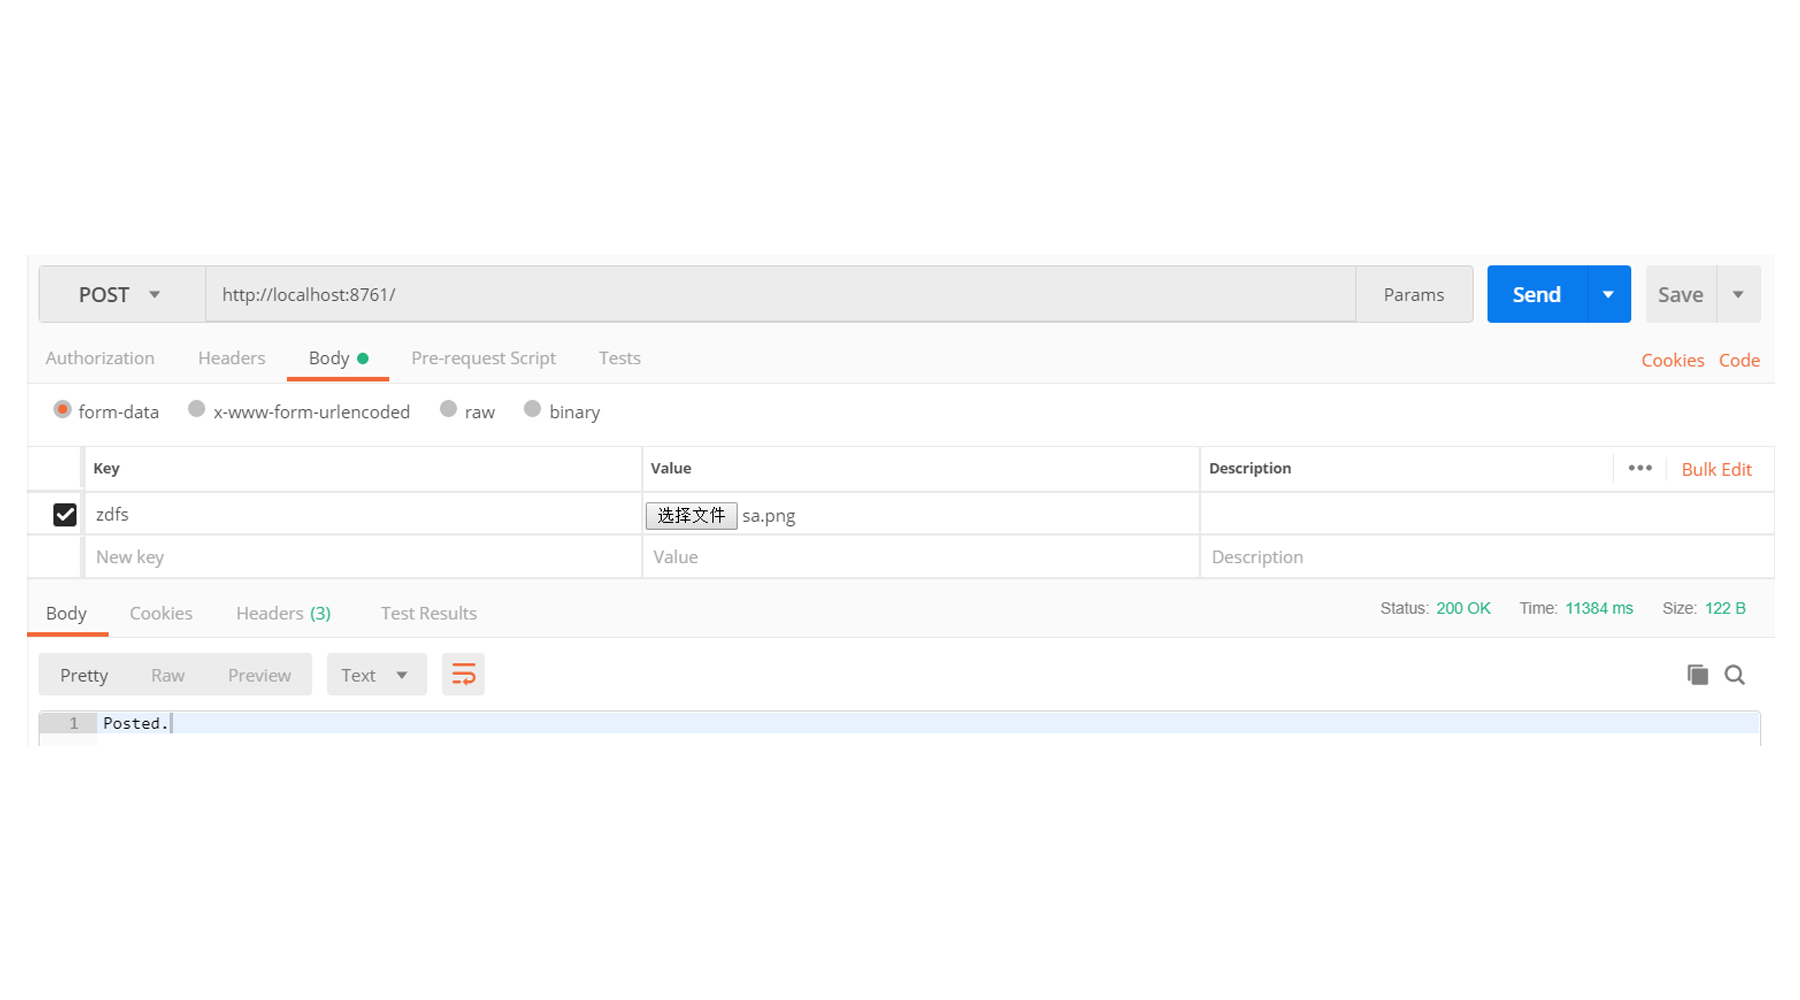 POST http://localhost:8761/ Params Send Save
Authorization Headers Body Pre-request Script Tests Cookies Code
form-data x-www-form-urlencoded raw binary
Key Value Description ••• Bulk Edit
zdfs 选择文件 sa.png
New key Value Description
Body Cookies Headers (3) Test Results Status: 200 OK Time: 11384 ms Size: 122 B
Pretty Raw Preview Text
1 Posted.